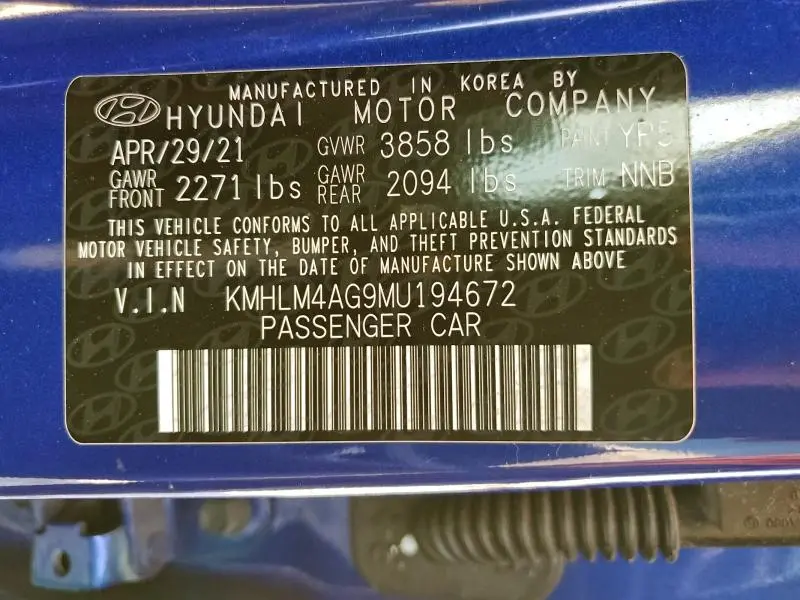 MANUFACTURED IN KOREA BY
HYUNDAI MOTOR COMPANY
APR/29/21 GVWR 3858 lbs PAINT YP5
GAWR FRONT 2271 lbs GAWR REAR 2094 lbs TRIM NNB
THIS VEHICLE CONFORMS TO ALL APPLICABLE U.S.A. FEDERAL
MOTOR VEHICLE SAFETY, BUMPER, AND THEFT PREVENTION STANDARDS
IN EFFECT ON THE DATE OF MANUFACTURE SHOWN ABOVE
V.I.N KMHLM4AG9MU194672
PASSENGER CAR